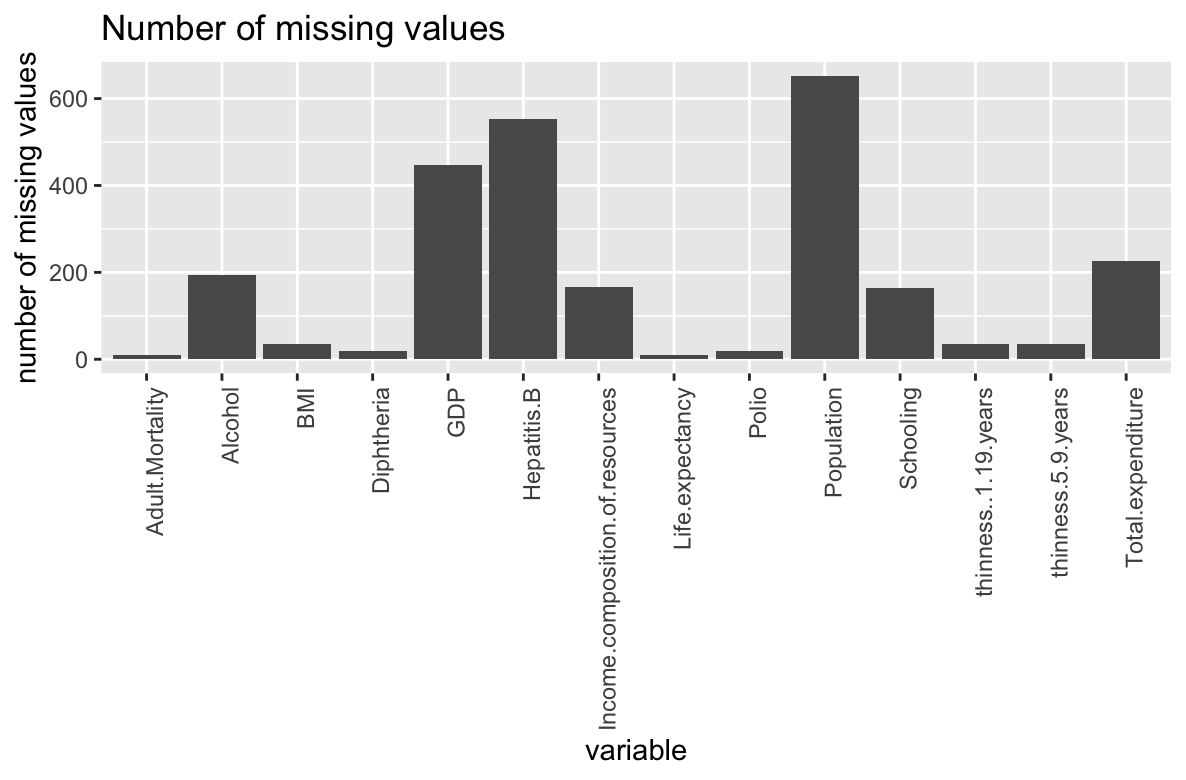 Number of missing values
number of missing values
600
400
200
0
Adult.Mortality
Alcohol
BMI
Diphtheria
GDP
Hepatitis.B
Income.composition.of.resources
Life.expectancy
Polio
Population
Schooling
thinness..1.19.years
thinness.5.9.years
Total.expenditure
variable